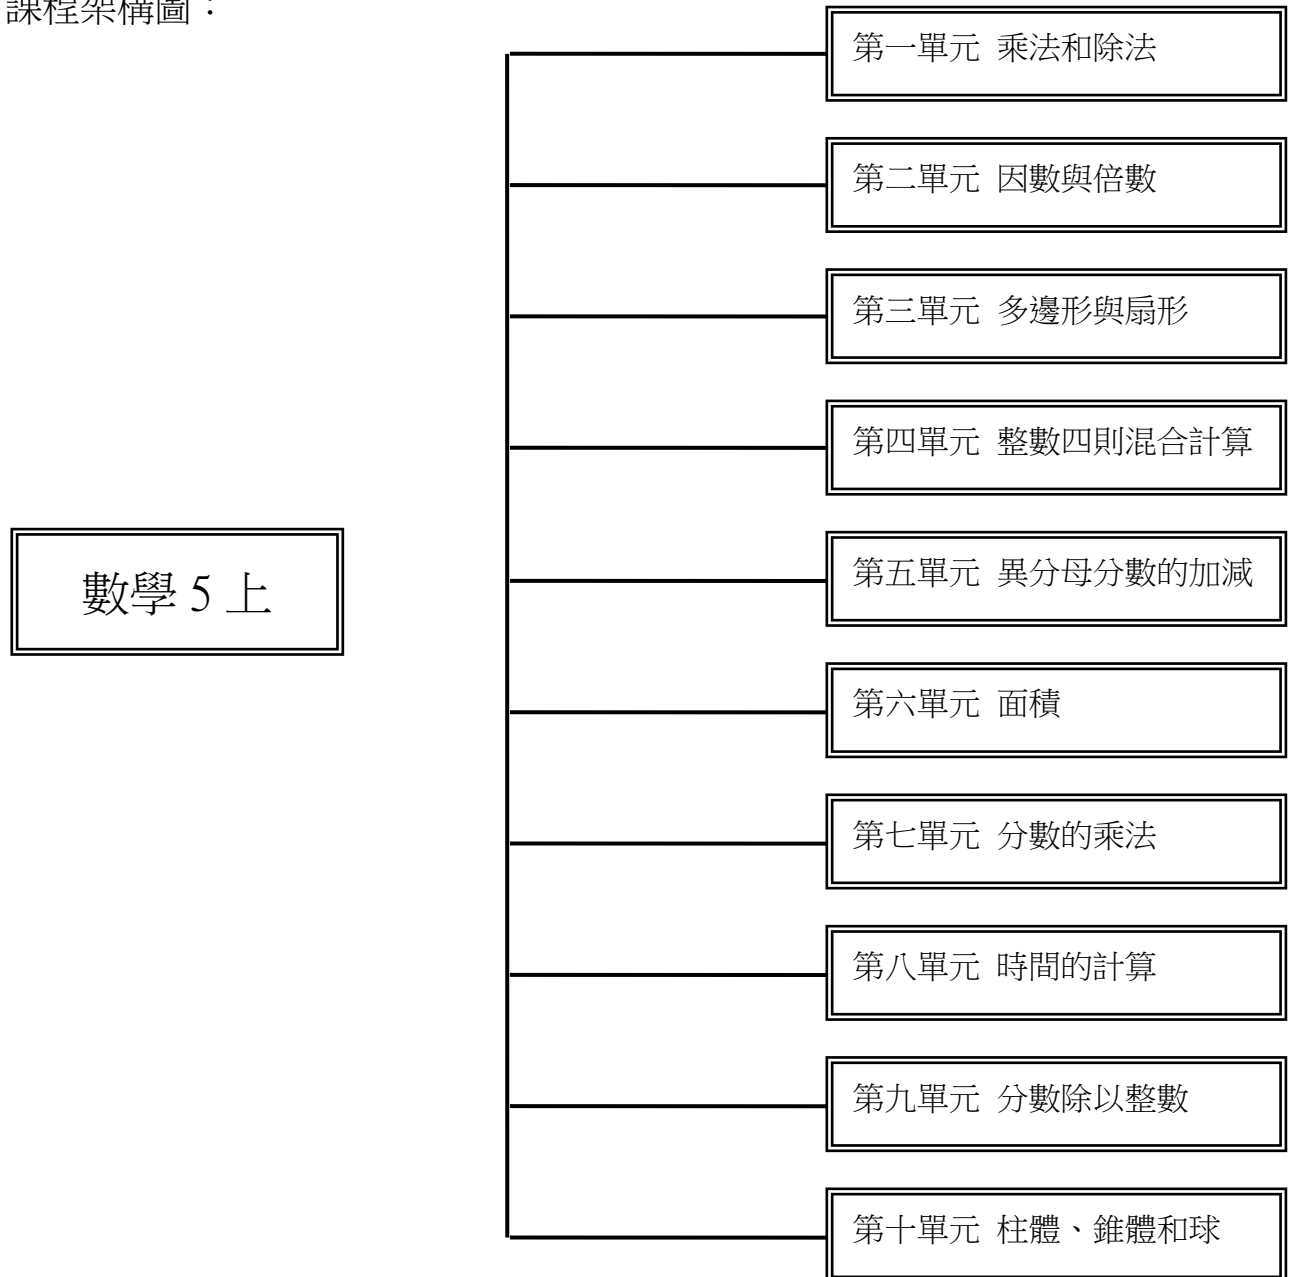 課程架構圖：
第一單元 乘法和除法
第二單元 因數與倍數
第三單元 多邊形與扇形
第四單元 整數四則混合計算
數學 5 上
第五單元 異分母分數的加減
第六單元 面積
第七單元 分數的乘法
第八單元 時間的計算
第九單元 分數除以整數
第十單元 柱體、錐體和球